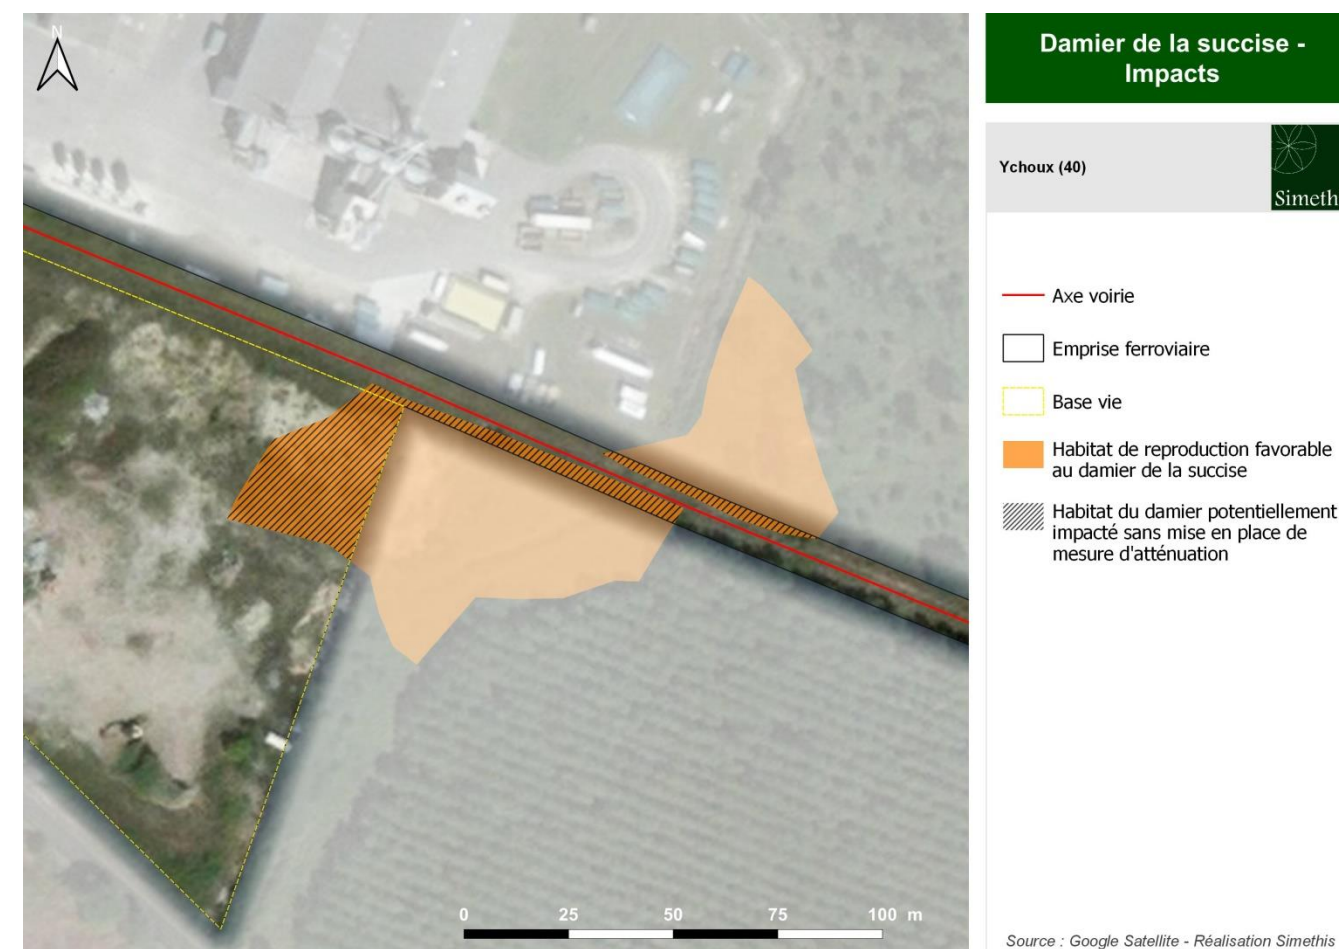 N
Damier de la succise -
Impacts
Ychoux (40)
Simeth
Axe voirie
Emprise ferroviaire
Base vie
Habitat de reproduction favorable
au damier de la succise
Habitat du damier potentiellement
impacté sans mise en place de
mesure d'atténuation
0 25 50 75 100 m
Source : Google Satellite - Réalisation Simethis